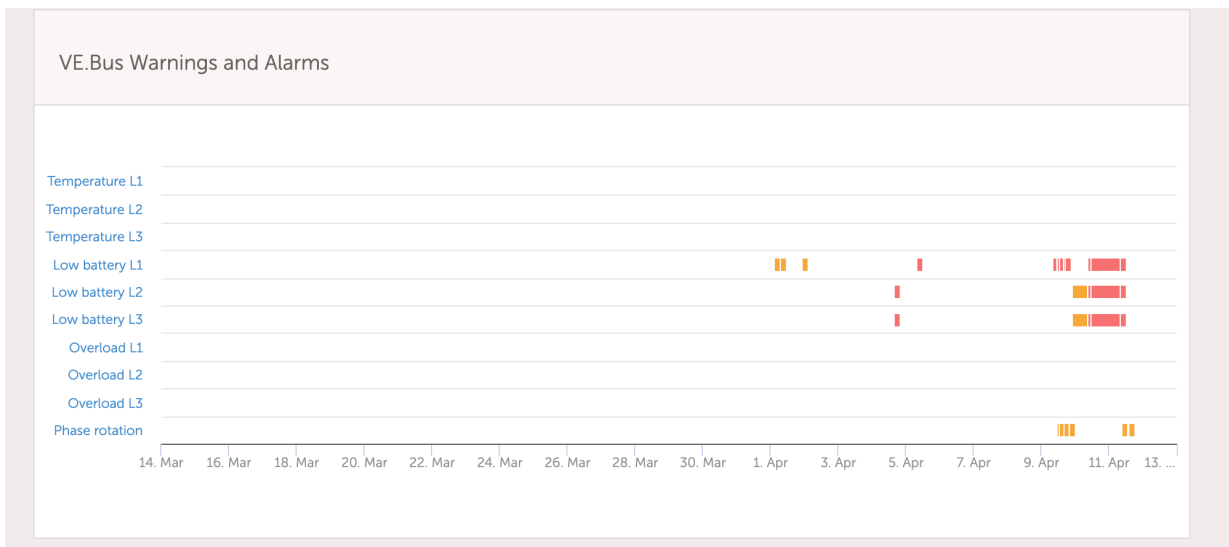 VE.Bus Warnings and Alarms
Temperature L1
Temperature L2
Temperature L3
Low battery L1
Low battery L2
Low battery L3
Overload L1
Overload L2
Overload L3
Phase rotation
14. Mar 16. Mar 18. Mar 20. Mar 22. Mar 24. Mar 26. Mar 28. Mar 30. Mar 1. Apr 3. Apr 5. Apr 7. Apr 9. Apr 11. Apr 13. ...